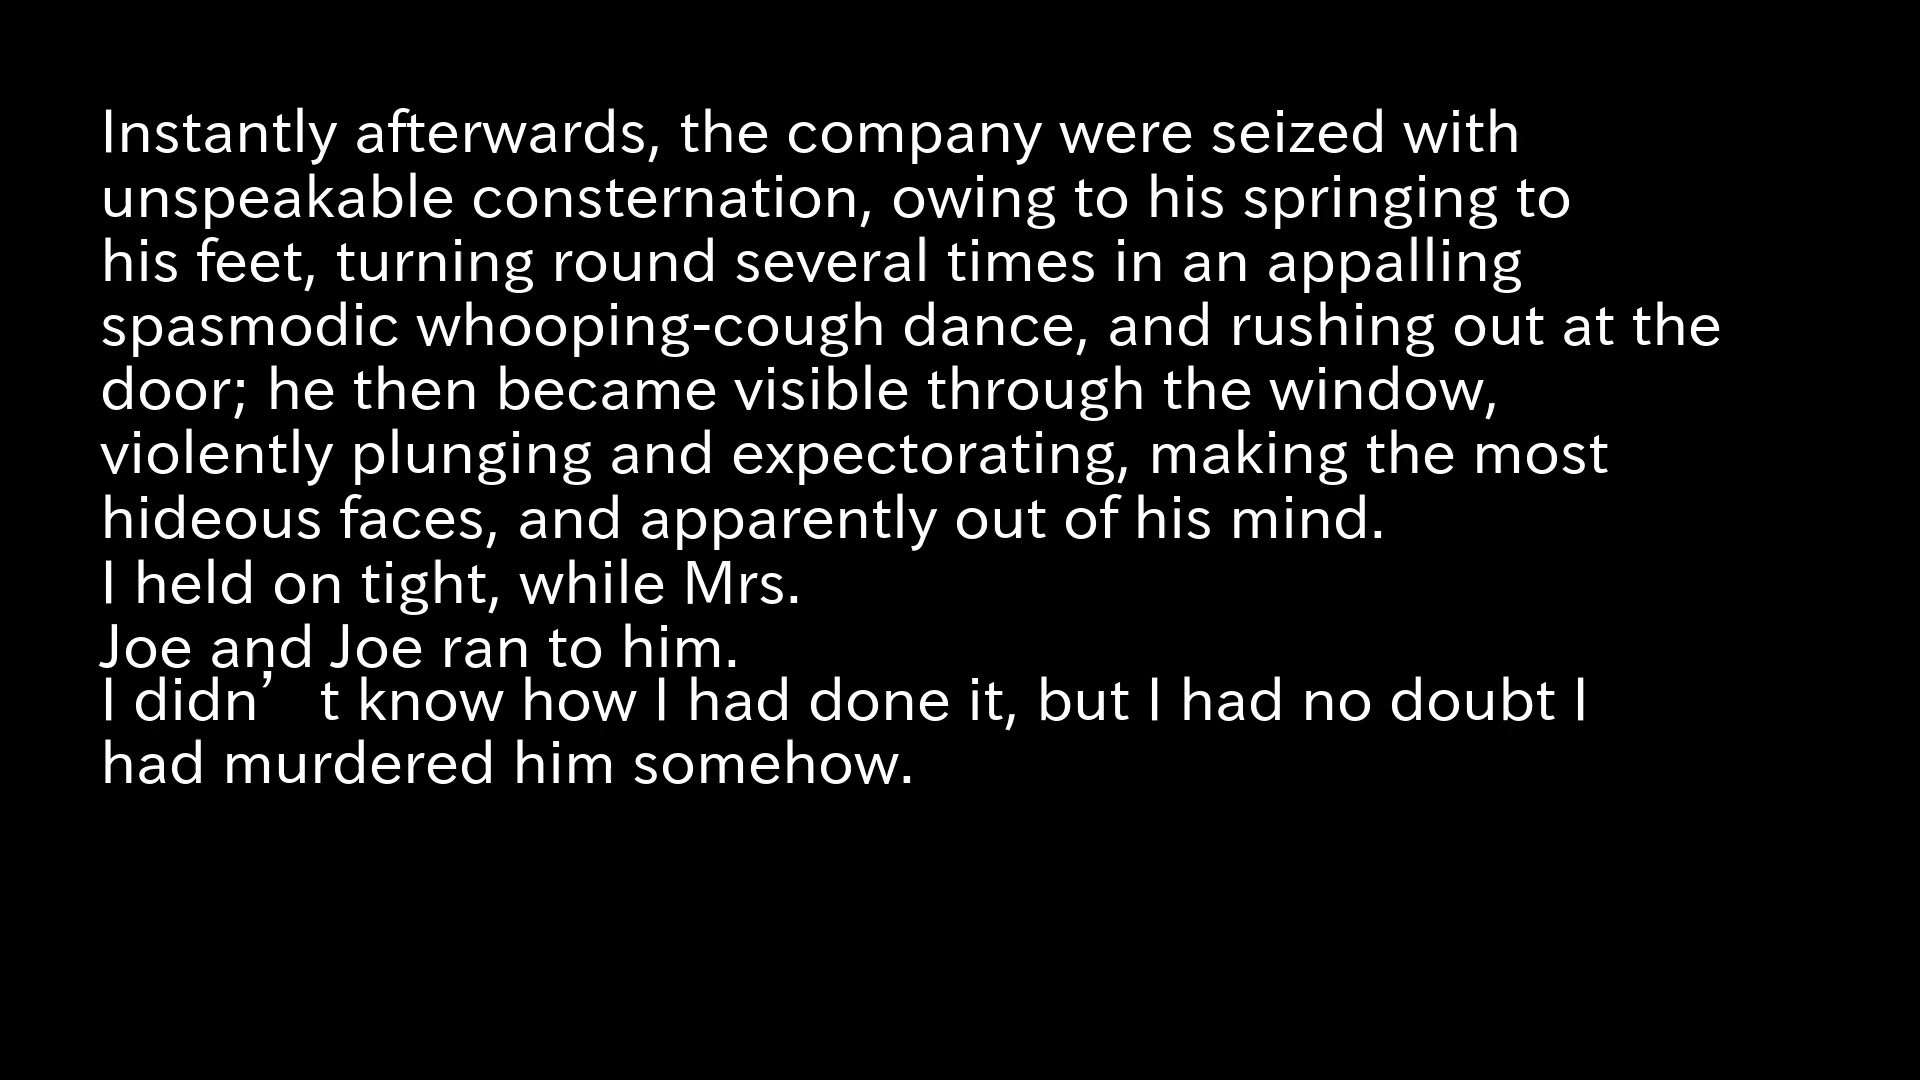 Instantly afterwards, the company were seized with
unspeakable consternation, owing to his springing to
his feet, turning round several times in an appalling
spasmodic whooping-cough dance, and rushing out at the
door; he then became visible through the window,
violently plunging and expectorating, making the most
hideous faces, and apparently out of his mind.
I held on tight, while Mrs.
Joe and Joe ran to him.
I didn’t know how I had done it, but I had no doubt I
had murdered him somehow.